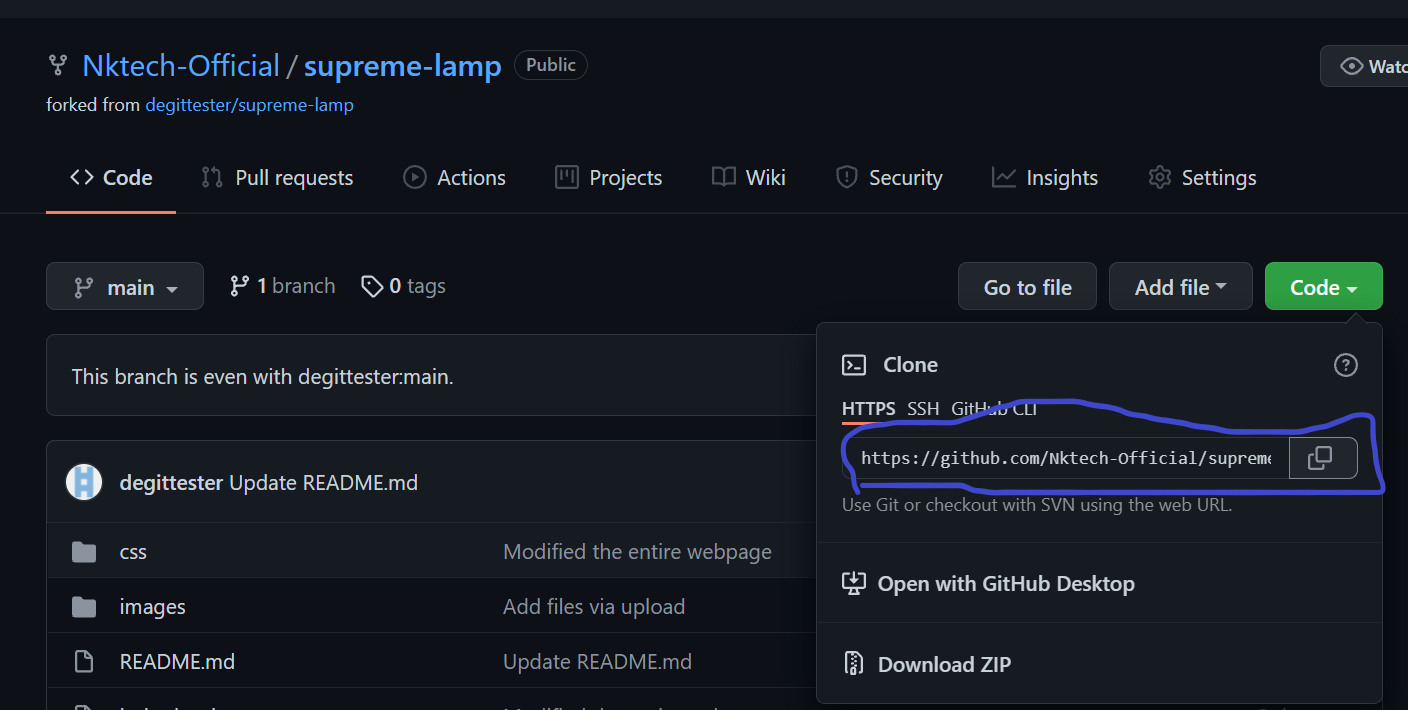 Nktech-Official / supreme-lamp Public
Watc
forked from degittester/supreme-lamp
Code Pull requests Actions Projects Wiki Security Insights Settings
main 1 branch 0 tags Go to file Add file Code
This branch is even with degittester:main.
Clone
HTTPS SSH GitHub CLI
https://github.com/Nktech-Official/supreme
Use Git or checkout with SVN using the web URL.
Open with GitHub Desktop
Download ZIP
degittester Update README.md
css Modified the entire webpage
images Add files via upload
README.md Update README.md